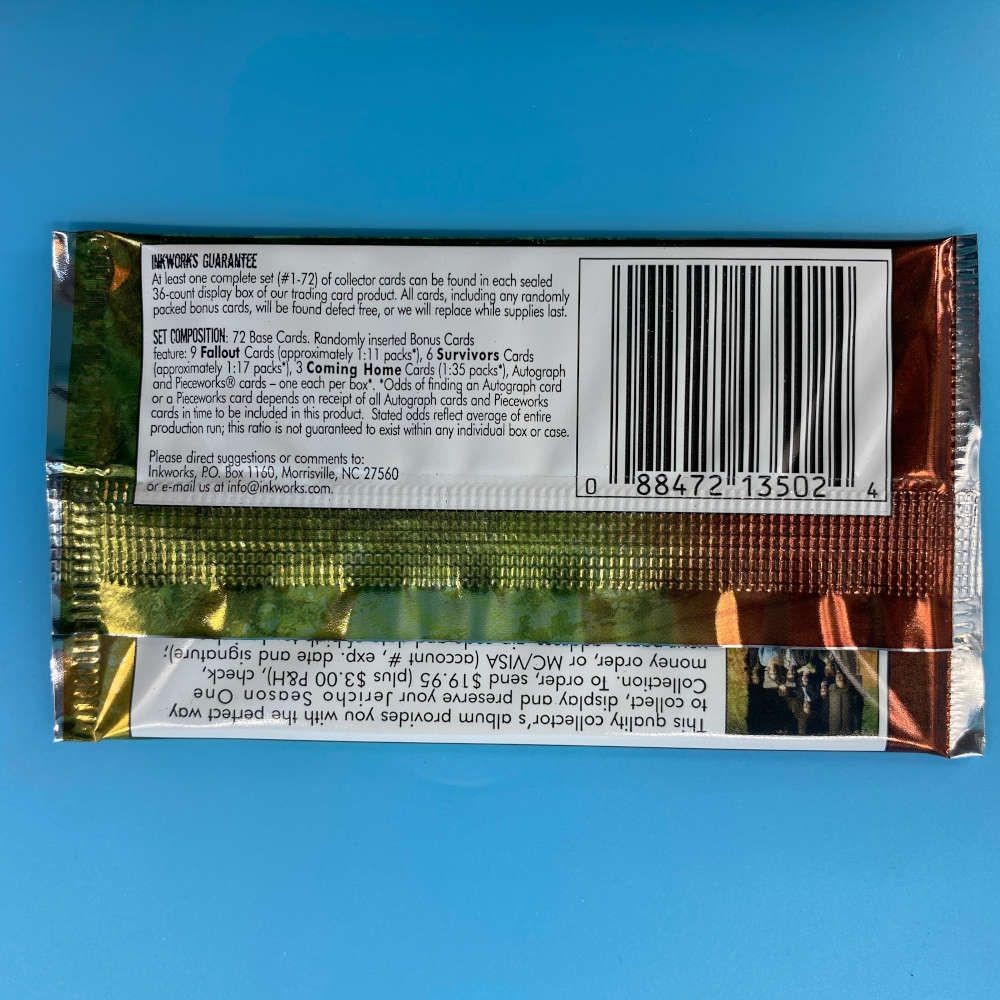 INKWORKS GUARANTEE
At least one complete set (#1-72) of collector cards can be found in each sealed
36-count display box of our trading card product. All cards, including any randomly
packed bonus cards, will be found defect free, or we will replace while supplies last.
SET COMPOSITION: 72 Base Cards. Randomly inserted Bonus Cards
feature: 9 Fallout Cards (approximately 1:11 packs*), 6 Survivors Cards
(approximately 1:17 packs*), 3 Coming Home Cards (1:35 packs*), Autograph
and Pieceworks® cards – one each per box*. *Odds of finding an Autograph card
or a Pieceworks card depends on receipt of all Autograph cards and Pieceworks
cards in time to be included in this product. Stated odds reflect average of entire
production run; this ratio is not guaranteed to exist within any individual box or case.
Please direct suggestions or comments to:
Inkworks, P.O. Box 1160, Morrisville, NC 27560
or e-mail us at info@inkworks.com.
0 88472 13502 4
This quality collector's album provides you with the perfect way
to collect, display and preserve your Jericho Season One
Collection. To order, send $19.95 (plus $3.00 P&H), check,
money order, or MC/VISA (account #, exp. date and signature);